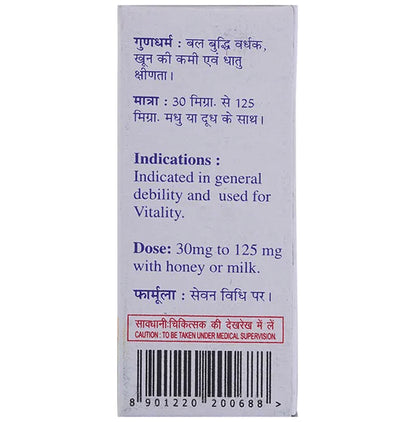 गुणधर्म : बल बुद्धि वर्धक,
खून की कमी एवं धातु
क्षीणता।
मात्रा : 30 मिग्रा. से 125
मिग्रा. मधु या दूध के साथ।
Indications :
Indicated in general
debility and used for
Vitality.
Dose: 30mg to 125 mg
with honey or milk.
फार्मूला : सेवन विधि पर।
सावधानी:चिकित्सक की देखरेख में लें
CAUTION : TO BE TAKEN UNDER MEDICAL SUPERVISION.
8 901220 200688 >